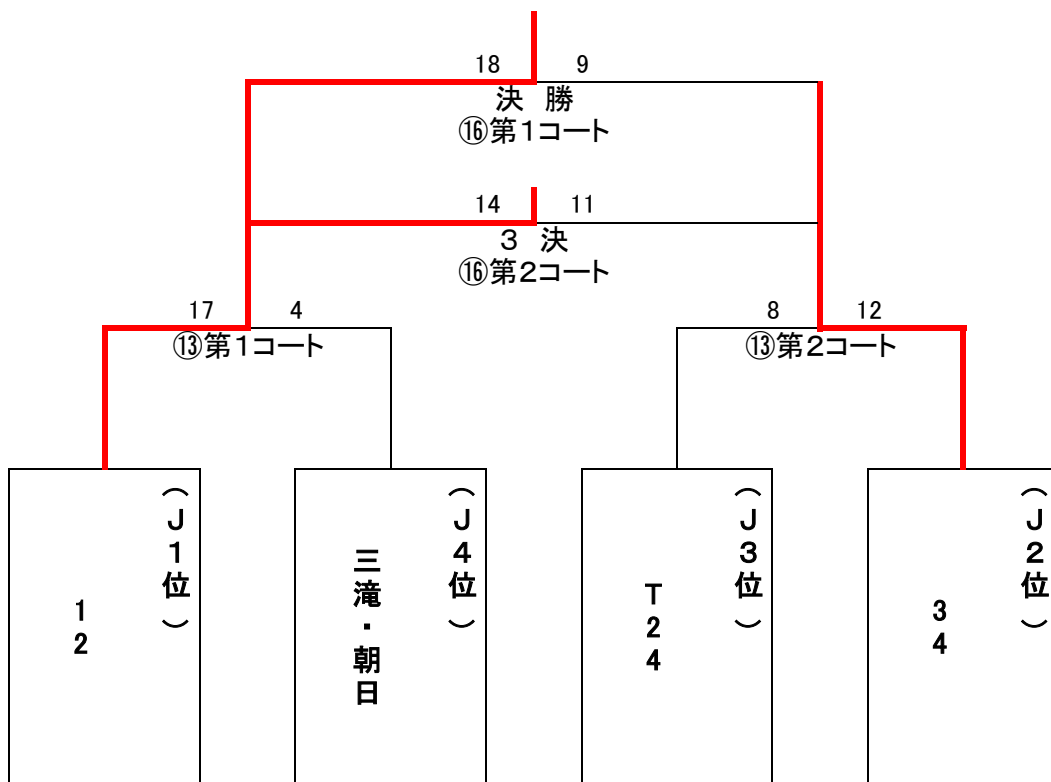 18 9
決 勝
⑯第1コート
14 11
3 決
⑯第2コート
17 4
⑬第1コート
8 12
⑬第2コート
(J1位)
12
(J4位)
三滝・朝日
(J3位)
T24
(J2位)
34